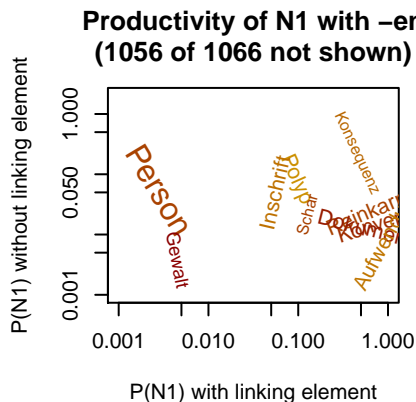 Productivity of N1 with −en
(1056 of 1066 not shown)
P(N1) without linking element
1.000
0.050
0.001
Konsequenz
Person
Inschrift
Polyp
Schar
Gewalt
Aufwe
0.001
0.010
0.100
1.000
P(N1) with linking element